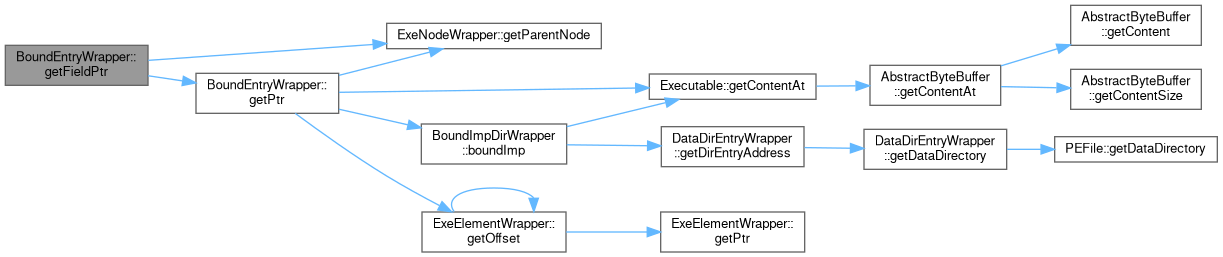 BoundEntryWrapper::
getFieldPtr
ExeNodeWrapper::getParentNode
BoundEntryWrapper::
getPtr
Executable::getContentAt
AbstractByteBuffer
::getContentAt
AbstractByteBuffer
::getContent
AbstractByteBuffer
::getContentSize
BoundImpDirWrapper
::boundImp
DataDirEntryWrapper
::getDirEntryAddress
DataDirEntryWrapper
::getDataDirectory
PEFile::getDataDirectory
ExeElementWrapper::
getOffset
ExeElementWrapper::
getPtr